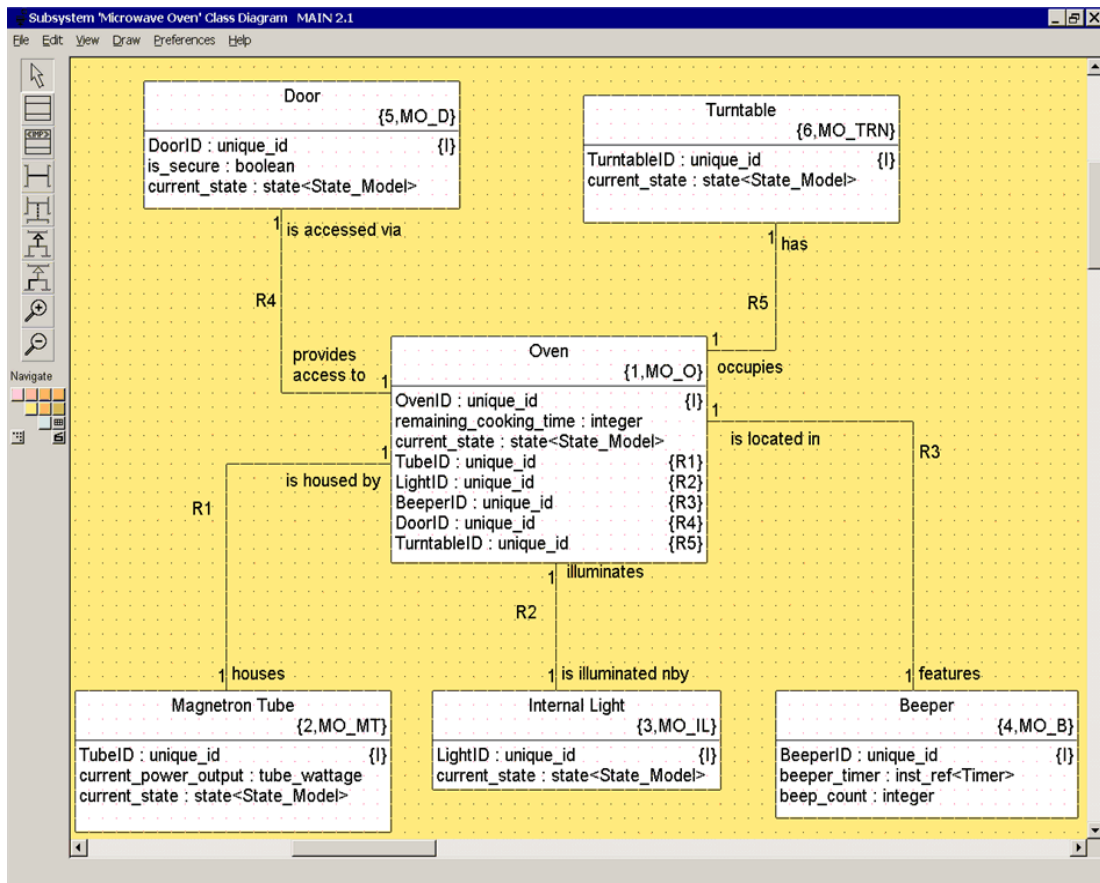 Subsystem 'Microwave Oven' Class Diagram MAIN 2.1
File Edit View Draw Preferences Help
Navigate
Door
{5,MO_D}
DoorID : unique_id {I}
is_secure : boolean
current_state : state<State_Model>
Turntable
{6,MO_TRN}
TurntableID : unique_id {I}
current_state : state<State_Model>
1 is accessed via
R4
provides
access to 1
1 has
R5
1
occupies
Oven
{1,MO_O}
OvenID : unique_id {I}
remaining_cooking_time : integer
current_state : state<State_Model>
TubeID : unique_id {R1}
LightID : unique_id {R2}
BeeperID : unique_id {R3}
DoorID : unique_id {R4}
TurntableID : unique_id {R5}
1
is located in
R3
1
is housed by
R1
1 illuminates
R2
1 houses
1 is illuminated nby
1 features
Magnetron Tube
{2,MO_MT}
TubeID : unique_id {I}
current_power_output : tube_wattage
current_state : state<State_Model>
Internal Light
{3,MO_IL}
LightID : unique_id {I}
current_state : state<State_Model>
Beeper
{4,MO_B}
BeeperID : unique_id {I}
beeper_timer : inst_ref<Timer>
beep_count : integer